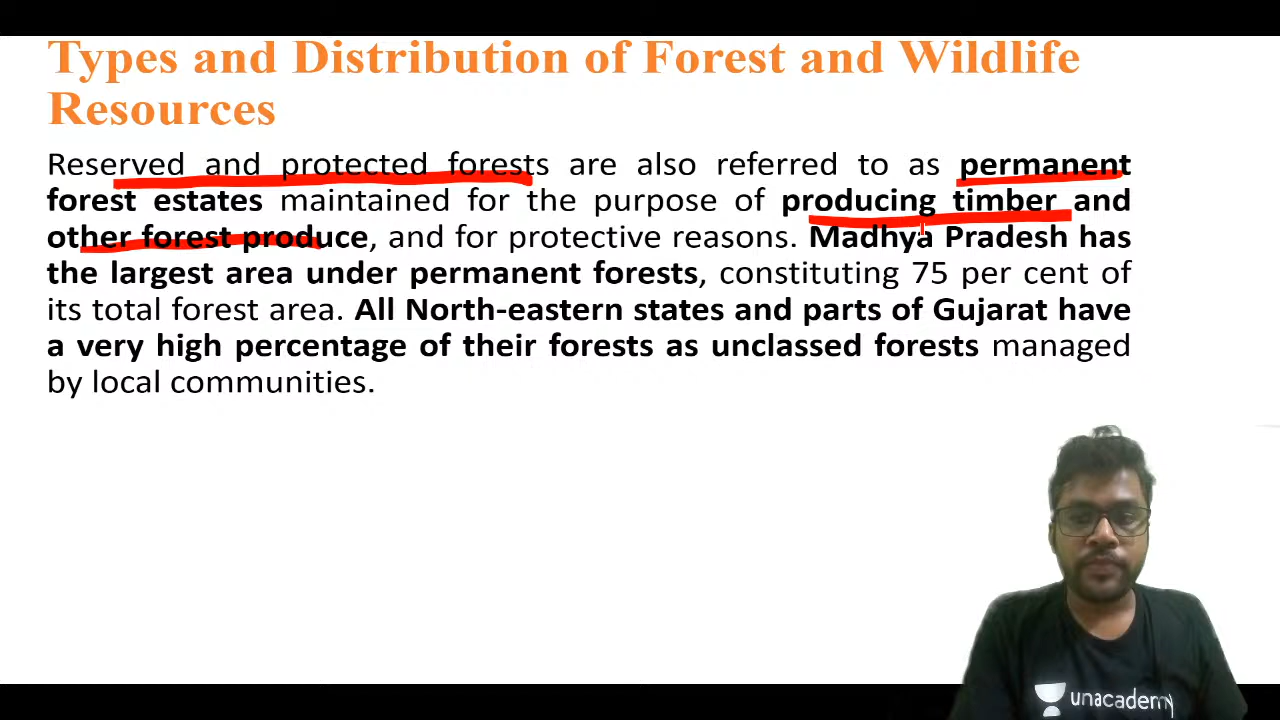 Types and Distribution of Forest and Wildlife
Resources
Reserved and protected forests are also referred to as permanent
forest estates maintained for the purpose of producing timber and
other forest produce, and for protective reasons. Madhya Pradesh has
the largest area under permanent forests, constituting 75 per cent of
its total forest area. All North-eastern states and parts of Gujarat have
a very high percentage of their forests as unclassed forests managed
by local communities.
unacademy